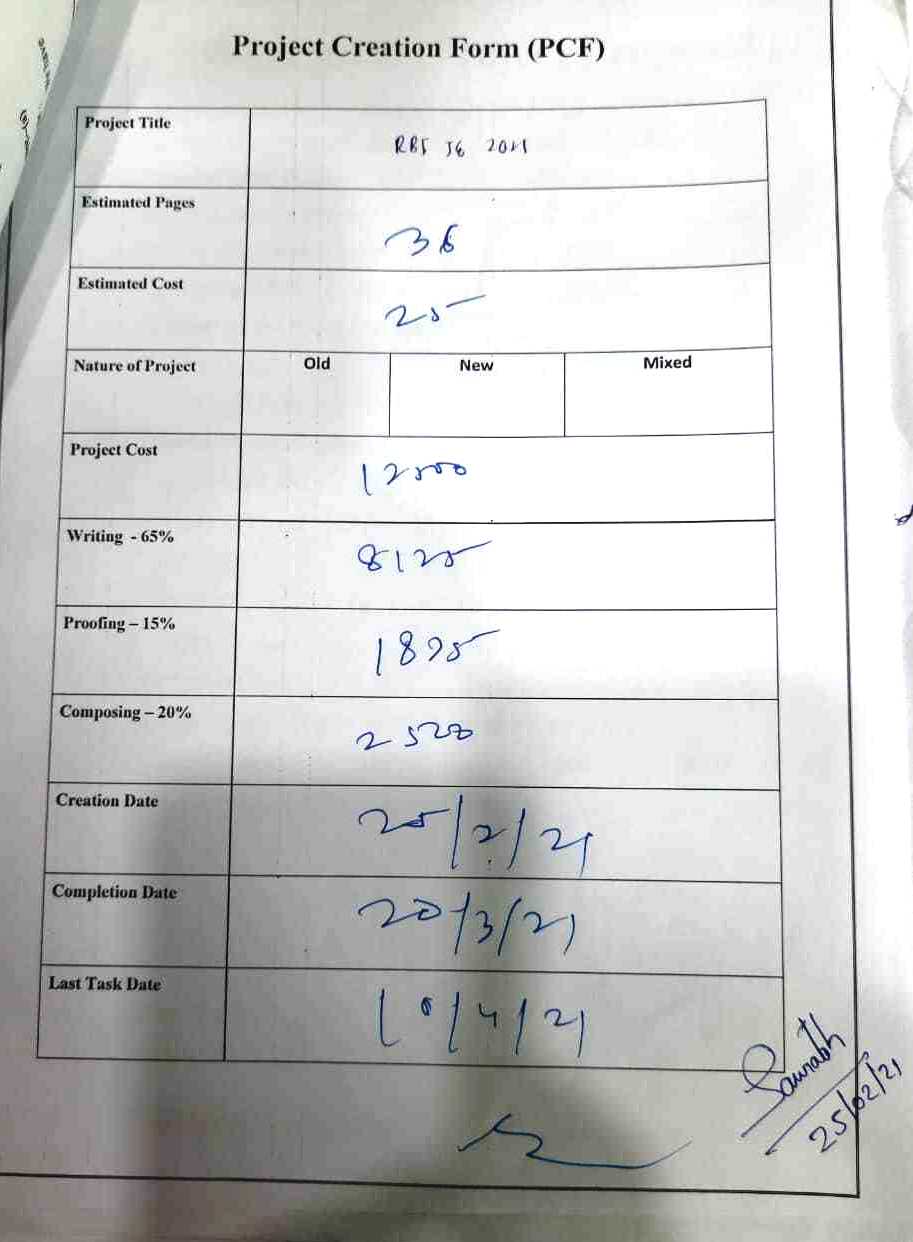 Project Creation Form (PCF)
Project Title
2021
Estimated Pages
36
Estimated Cost
25
Nature of Project Old New Mixed
Project Cost
12500
Writing - 65%
8125
Proofing – 15%
1875
Composing – 20%
2500
Creation Date
25/2/21
Completion Date
20/3/21
Last Task Date
10/4/21
Saurabh
25/02/21